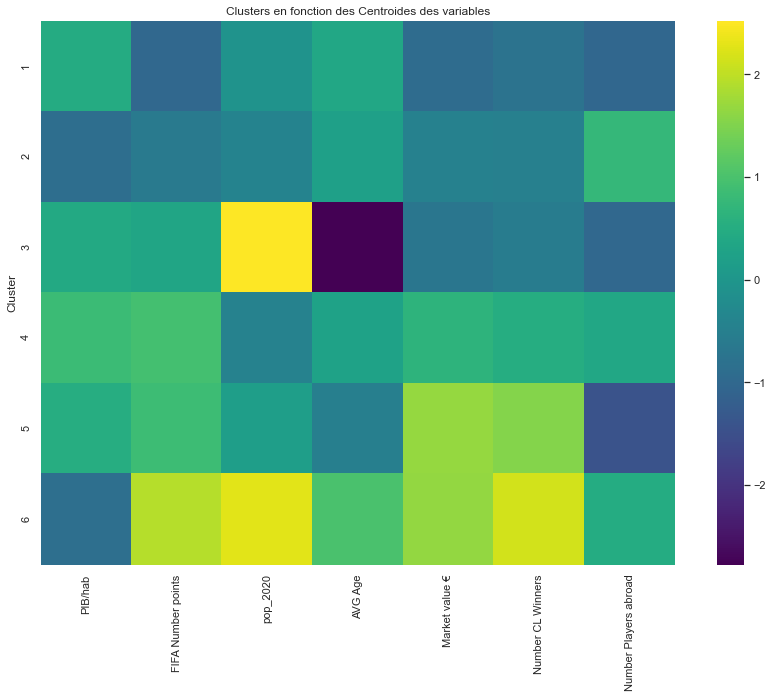 Clusters en fonction des Centroides des variables
Cluster
1
2
3
4
5
6
PIB/hab
FIFA Number points
pop_2020
AVG Age
Market value €
Number CL Winners
Number Players abroad
2
1
0
−1
−2